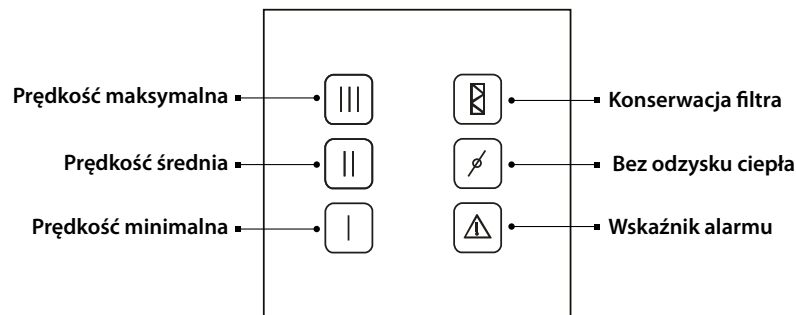 Prędkość maksymalna
Konserwacja filtra
Prędkość średnia
Bez odzysku ciepła
Prędkość minimalna
Wskaźnik alarmu